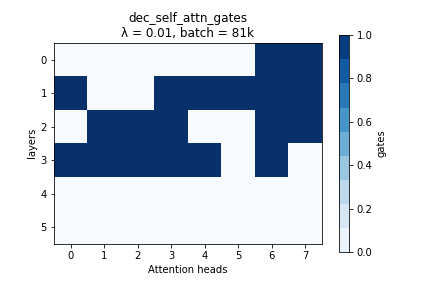 dec_self_attn_gates
λ = 0.01, batch = 81k
layers
0
1
2
3
4
5
0 1 2 3 4 5 6 7
Attention heads
1.0
0.8
0.6
0.4
0.2
0.0
gates